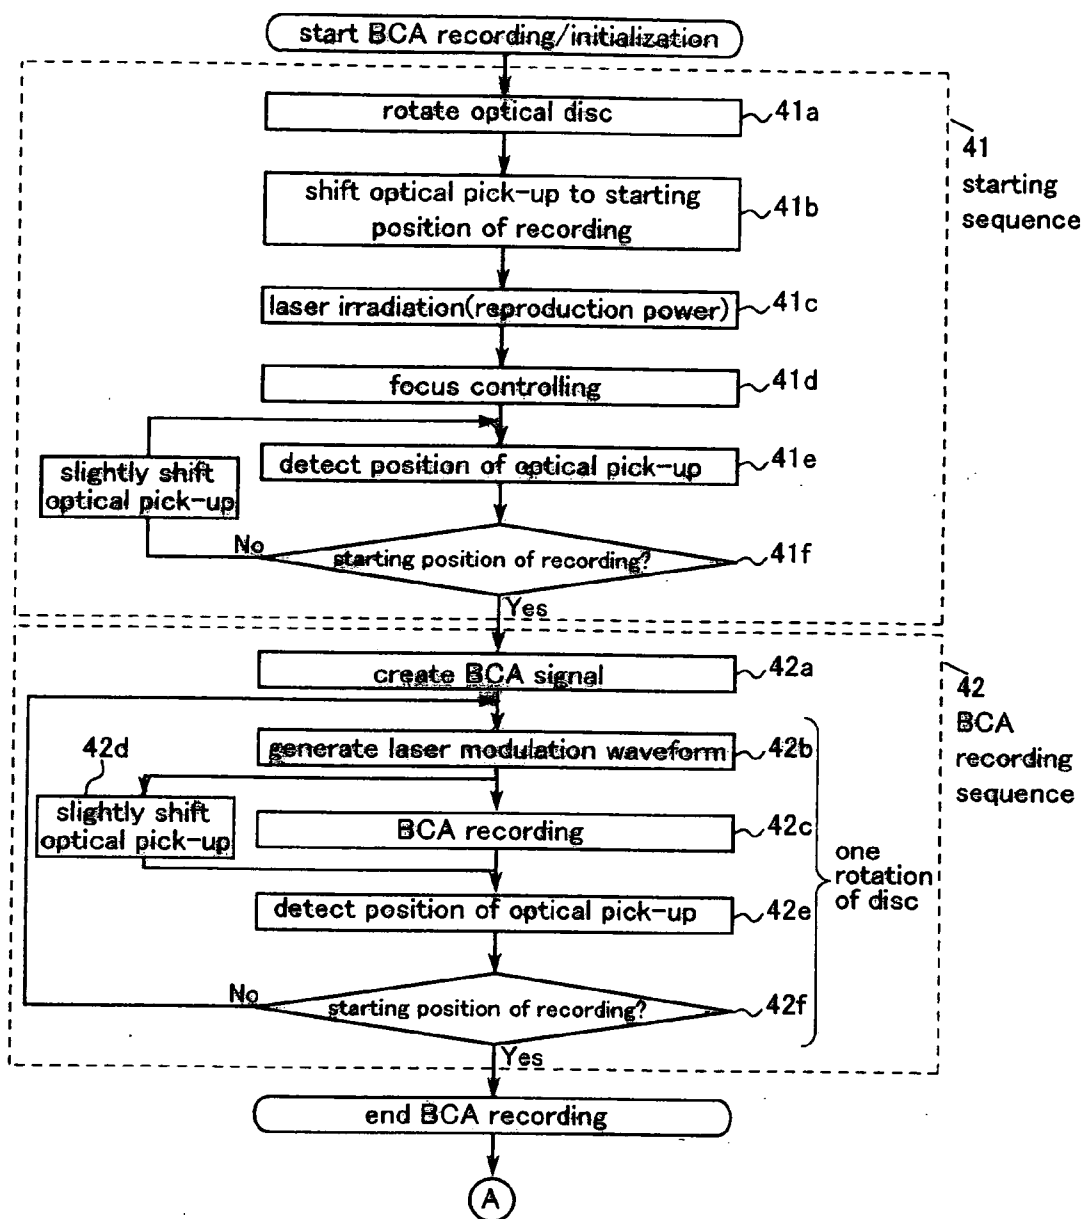 start BCA recording/initialization
rotate optical disc
41a
41
starting
sequence
shift optical pick-up to starting
position of recording
41b
laser irradiation(reproduction power)
41c
focus controlling
41d
slightly shift
optical pick-up
detect position of optical pick-up
41e
No
starting position of recording?
41f
Yes
create BCA signal
42a
42
BCA
recording
sequence
generate laser modulation waveform
42b
42d
slightly shift
optical pick-up
BCA recording
42c
one
rotation
of disc
detect position of optical pick-up
42e
No
starting position of recording?
42f
Yes
end BCA recording
A